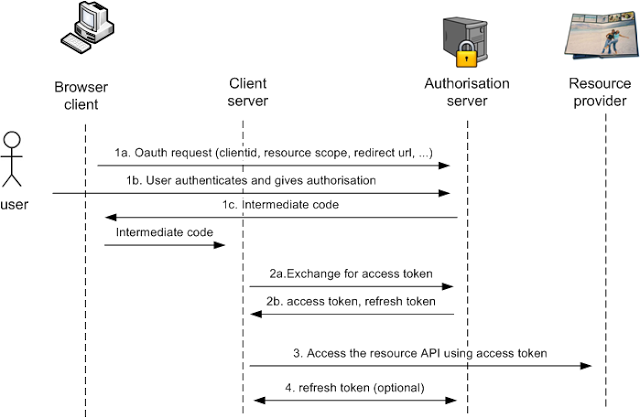 Browser
client
Client
server
Authorisation
server
Resource
provider
1a. Oauth request (clientid, resource scope, redirect url, ...)
1b. User authenticates and gives authorisation
user
1c. Intermediate code
Intermediate code
2a.Exchange for access token
2b. access token, refresh token
3. Access the resource API using access token
4. refresh token (optional)